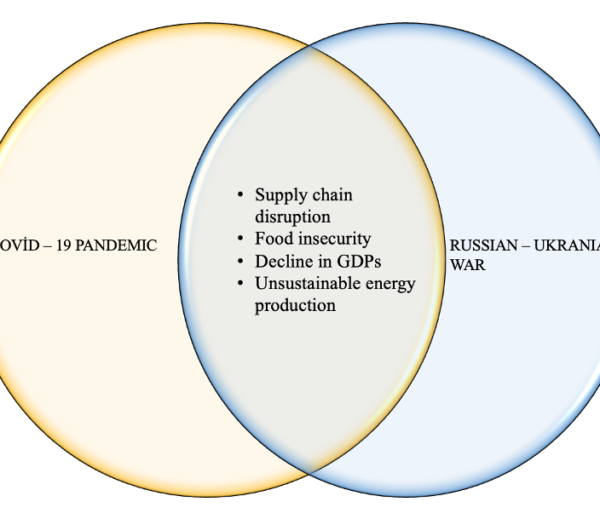 • Supply chain
disruption
• Food insecurity
• Decline in GDPs
• Unsustainable energy
production
OVİD – 19 PANDEMIC
RUSSIAN – UKRANIA
WAR